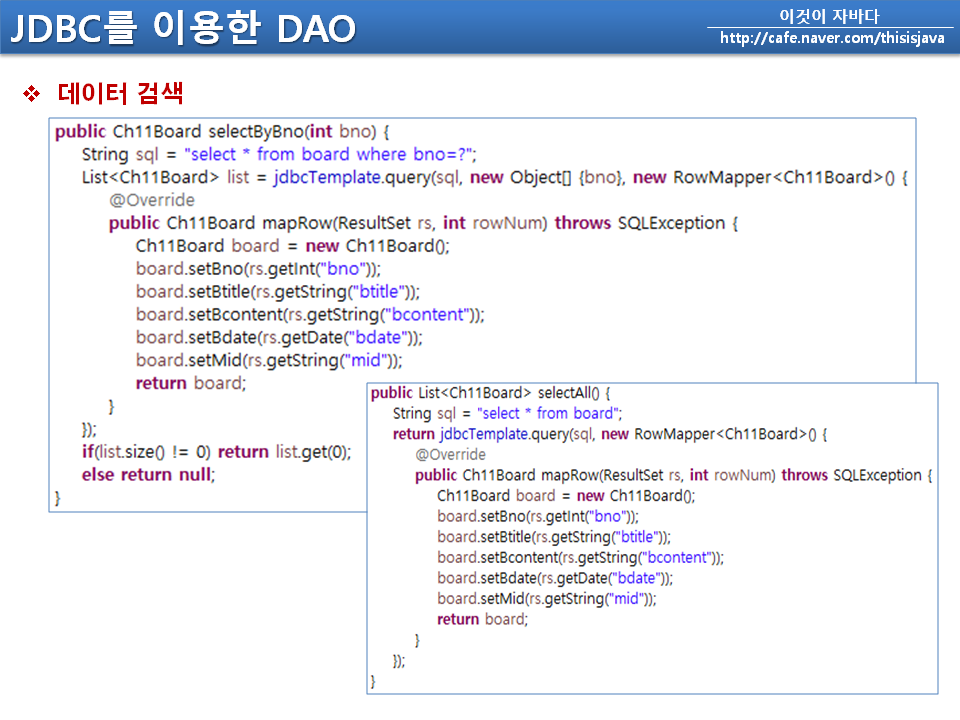 JDBC를 이용한 DAO
이것이 자바다
http://cafe.naver.com/thisisjava
데이터 검색
public Ch11Board selectByBno(int bno) {
String sql = "select * from board where bno=?";
List<Ch11Board> list = jdbcTemplate.query(sql, new Object[] {bno}, new RowMapper<Ch11Board>() {
@Override
public Ch11Board mapRow(ResultSet rs, int rowNum) throws SQLException {
Ch11Board board = new Ch11Board();
board.setBno(rs.getInt("bno"));
board.setBtitle(rs.getString("btitle"));
board.setBcontent(rs.getString("bcontent"));
board.setBdate(rs.getDate("bdate"));
board.setMid(rs.getString("mid"));
return board;
}
});
if(list.size() != 0) return list.get(0);
else return null;
}
public List<Ch11Board> selectAll() {
String sql = "select * from board";
return jdbcTemplate.query(sql, new RowMapper<Ch11Board>() {
@Override
public Ch11Board mapRow(ResultSet rs, int rowNum) throws SQLException {
Ch11Board board = new Ch11Board();
board.setBno(rs.getInt("bno"));
board.setBtitle(rs.getString("btitle"));
board.setBcontent(rs.getString("bcontent"));
board.setBdate(rs.getDate("bdate"));
board.setMid(rs.getString("mid"));
return board;
}
});
}